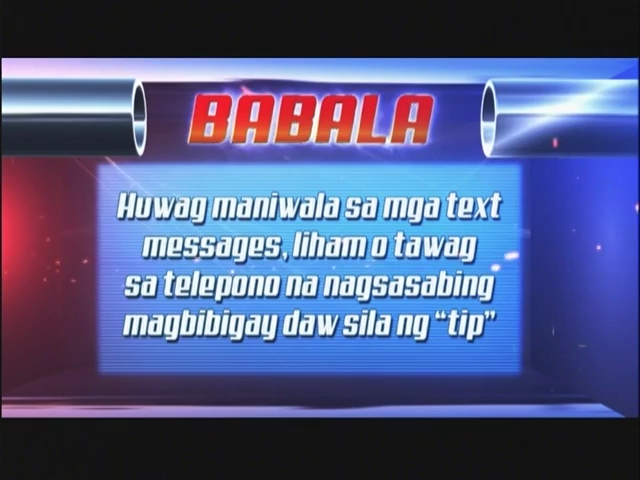 BABALA
Huwag maniwala sa mga text
messages, liham o tawag
sa telepono na nagsasabing
magbibigay daw sila ng “tip”